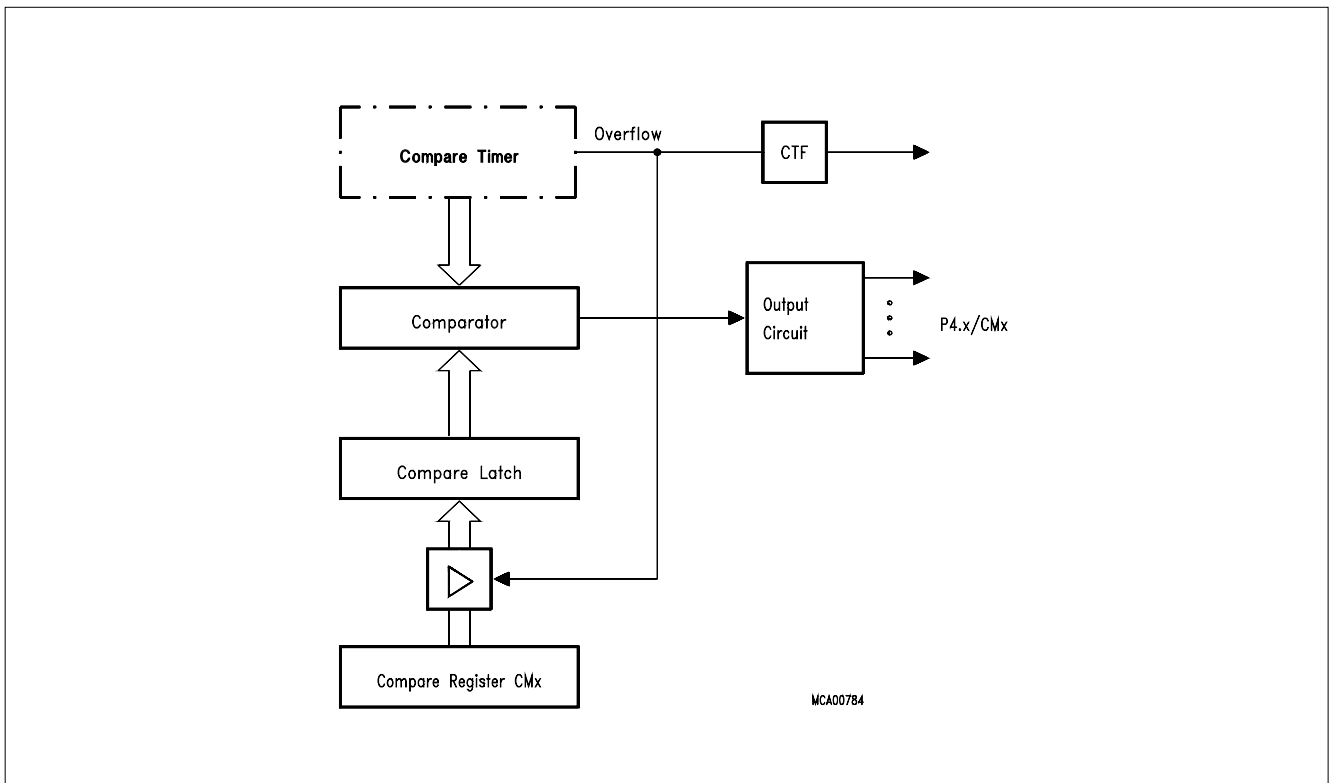 Overflow
Compare Timer
CTF
Comparator
Output
Circuit
P4.x/CMx
Compare Latch
Compare Register CMx
MCA00784